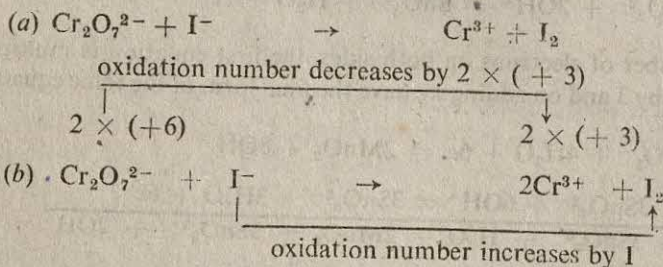 (a) Cr₂O₇²⁻ + I⁻ → Cr³⁺ + I₂
oxidation number decreases by 2 × ( + 3)
2 × (+6) 2 × (+ 3)
(b) . Cr₂O₇²⁻ + I⁻ → 2Cr³⁺ + I₂
oxidation number increases by I